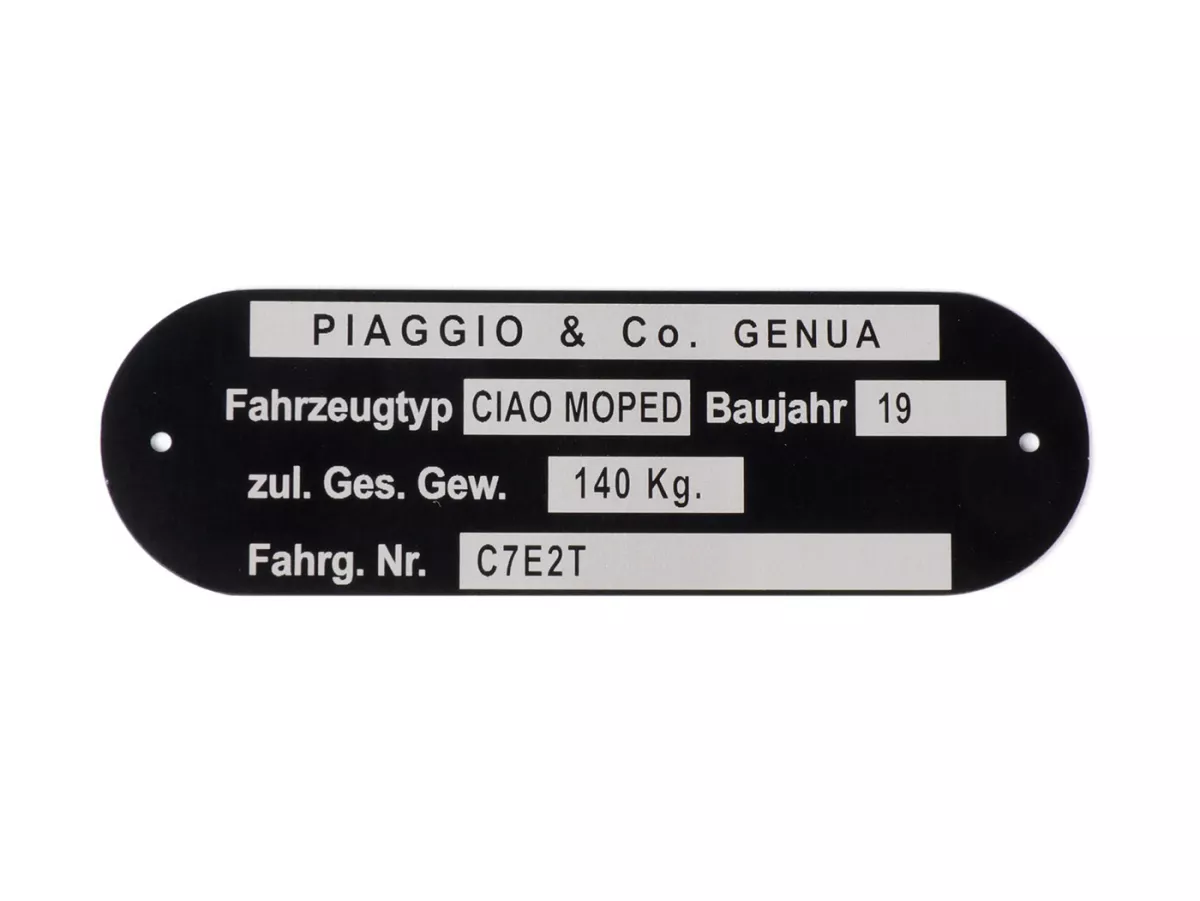 PIAGGIO & Co. GENUA
Fahrzeugtyp CIAO MOPED Baujahr 19
zul. Ges. Gew. 140 Kg.
Fahrg. Nr. C7E2T